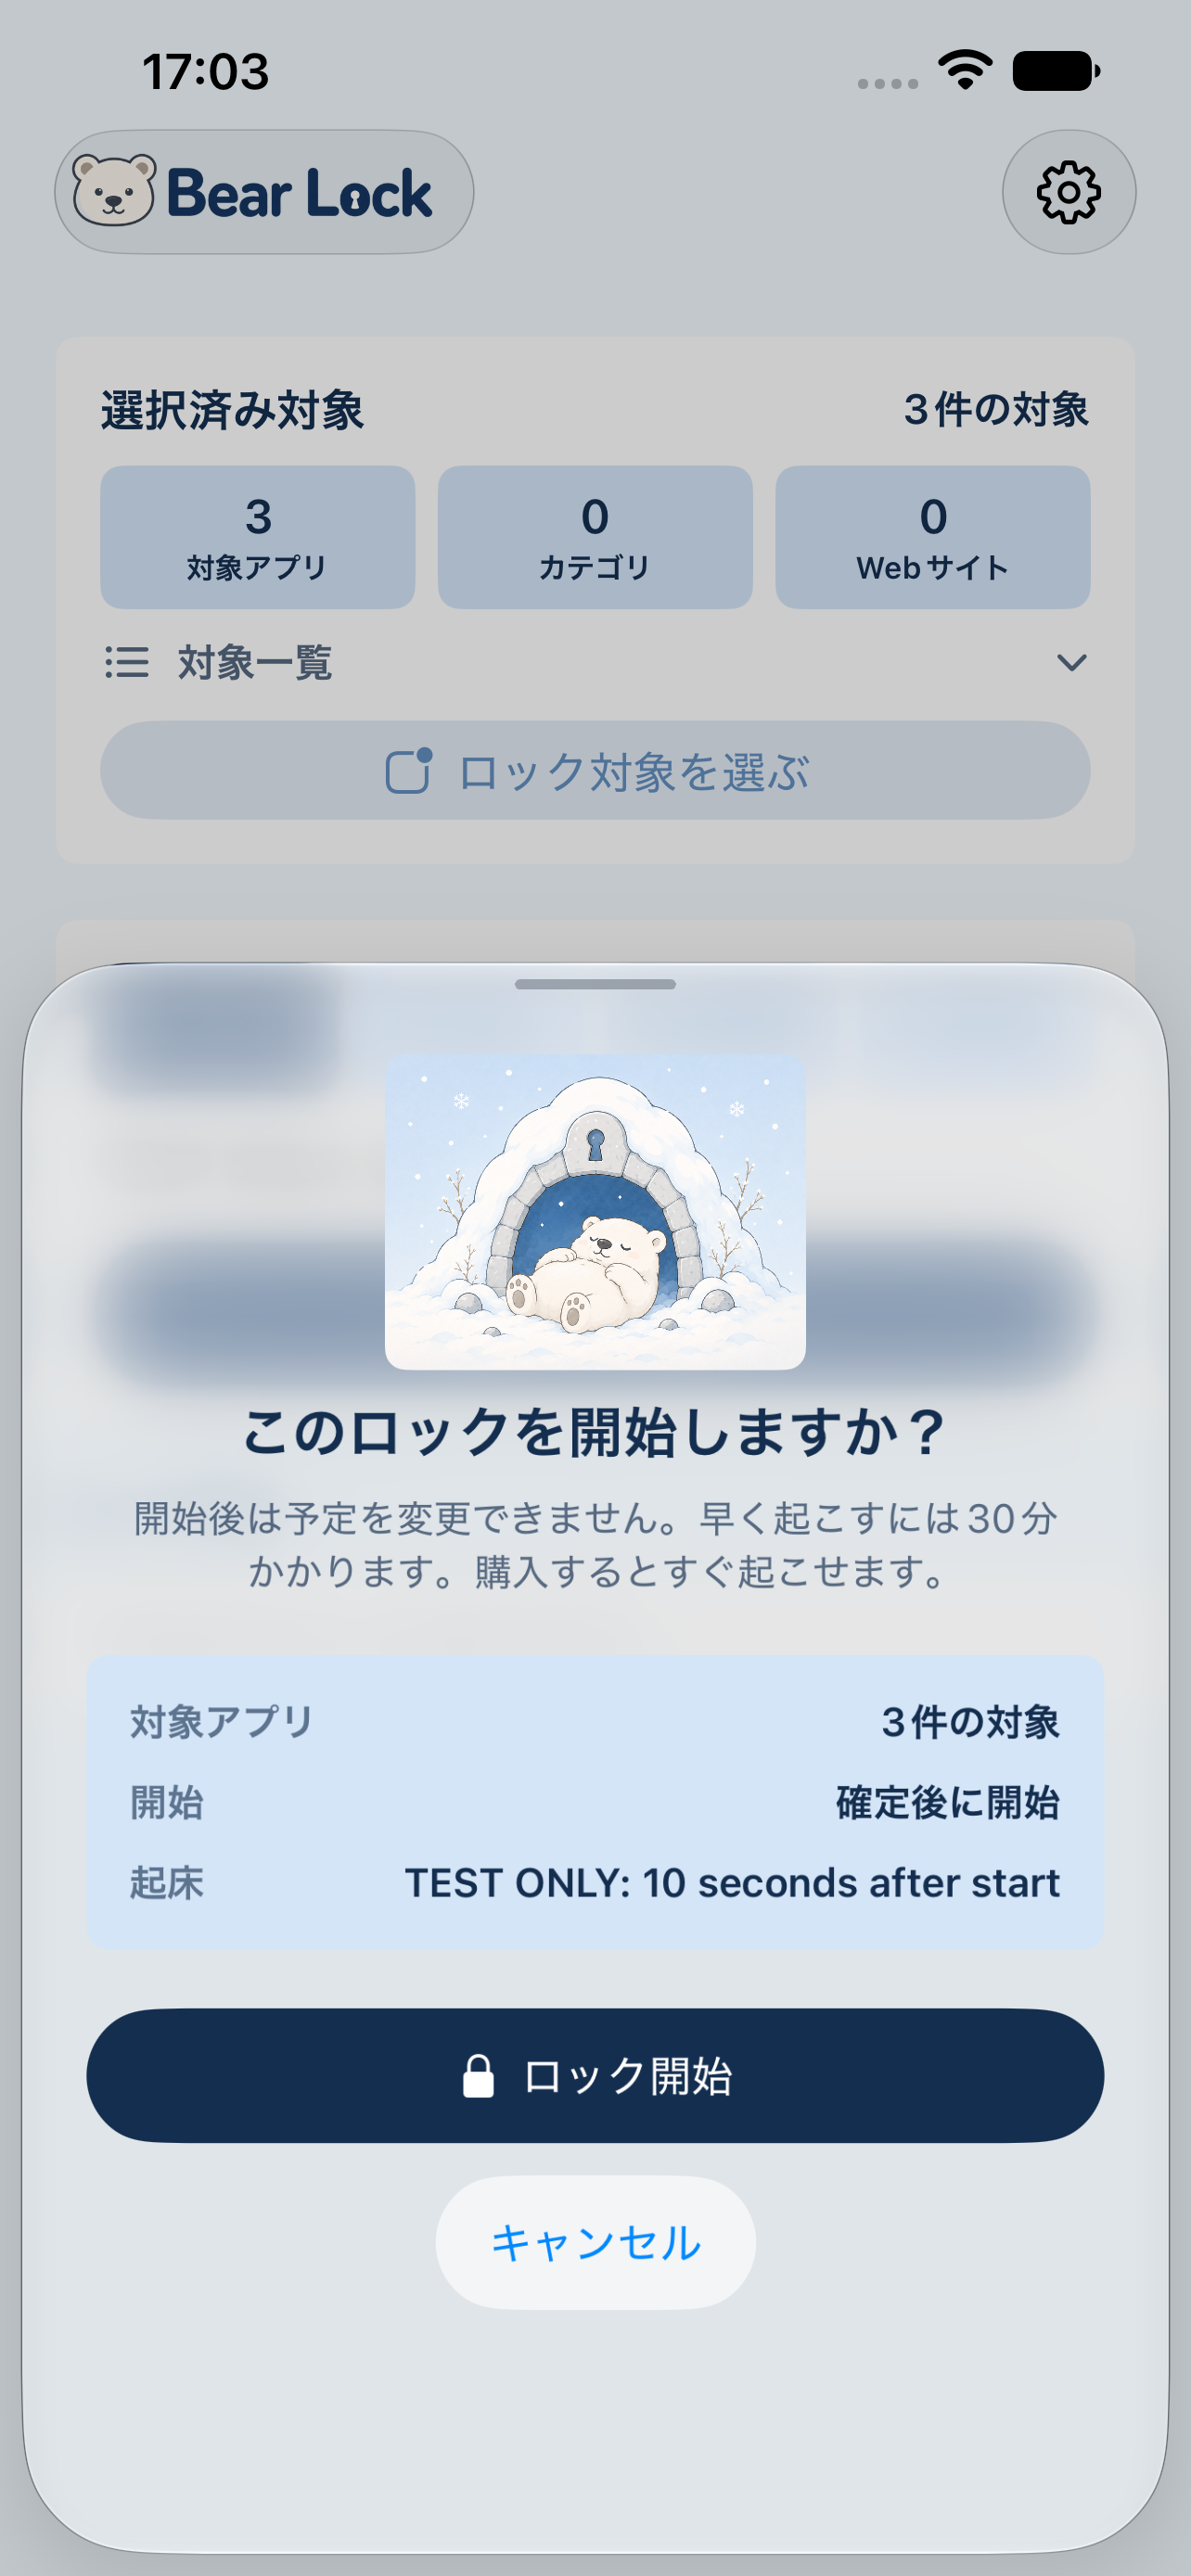 17:03
Bear Lock
選択済み対象
3件の対象
3
対象アプリ
0
カテゴリ
0
Webサイト
対象一覧
ロック対象を選ぶ
このロックを開始しますか？
開始後は予定を変更できません。早く起こすには30分
かかります。購入するとすぐ起こせます。
対象アプリ
3件の対象
開始
確定後に開始
起床
TEST ONLY: 10 seconds after start
ロック開始
キャンセル